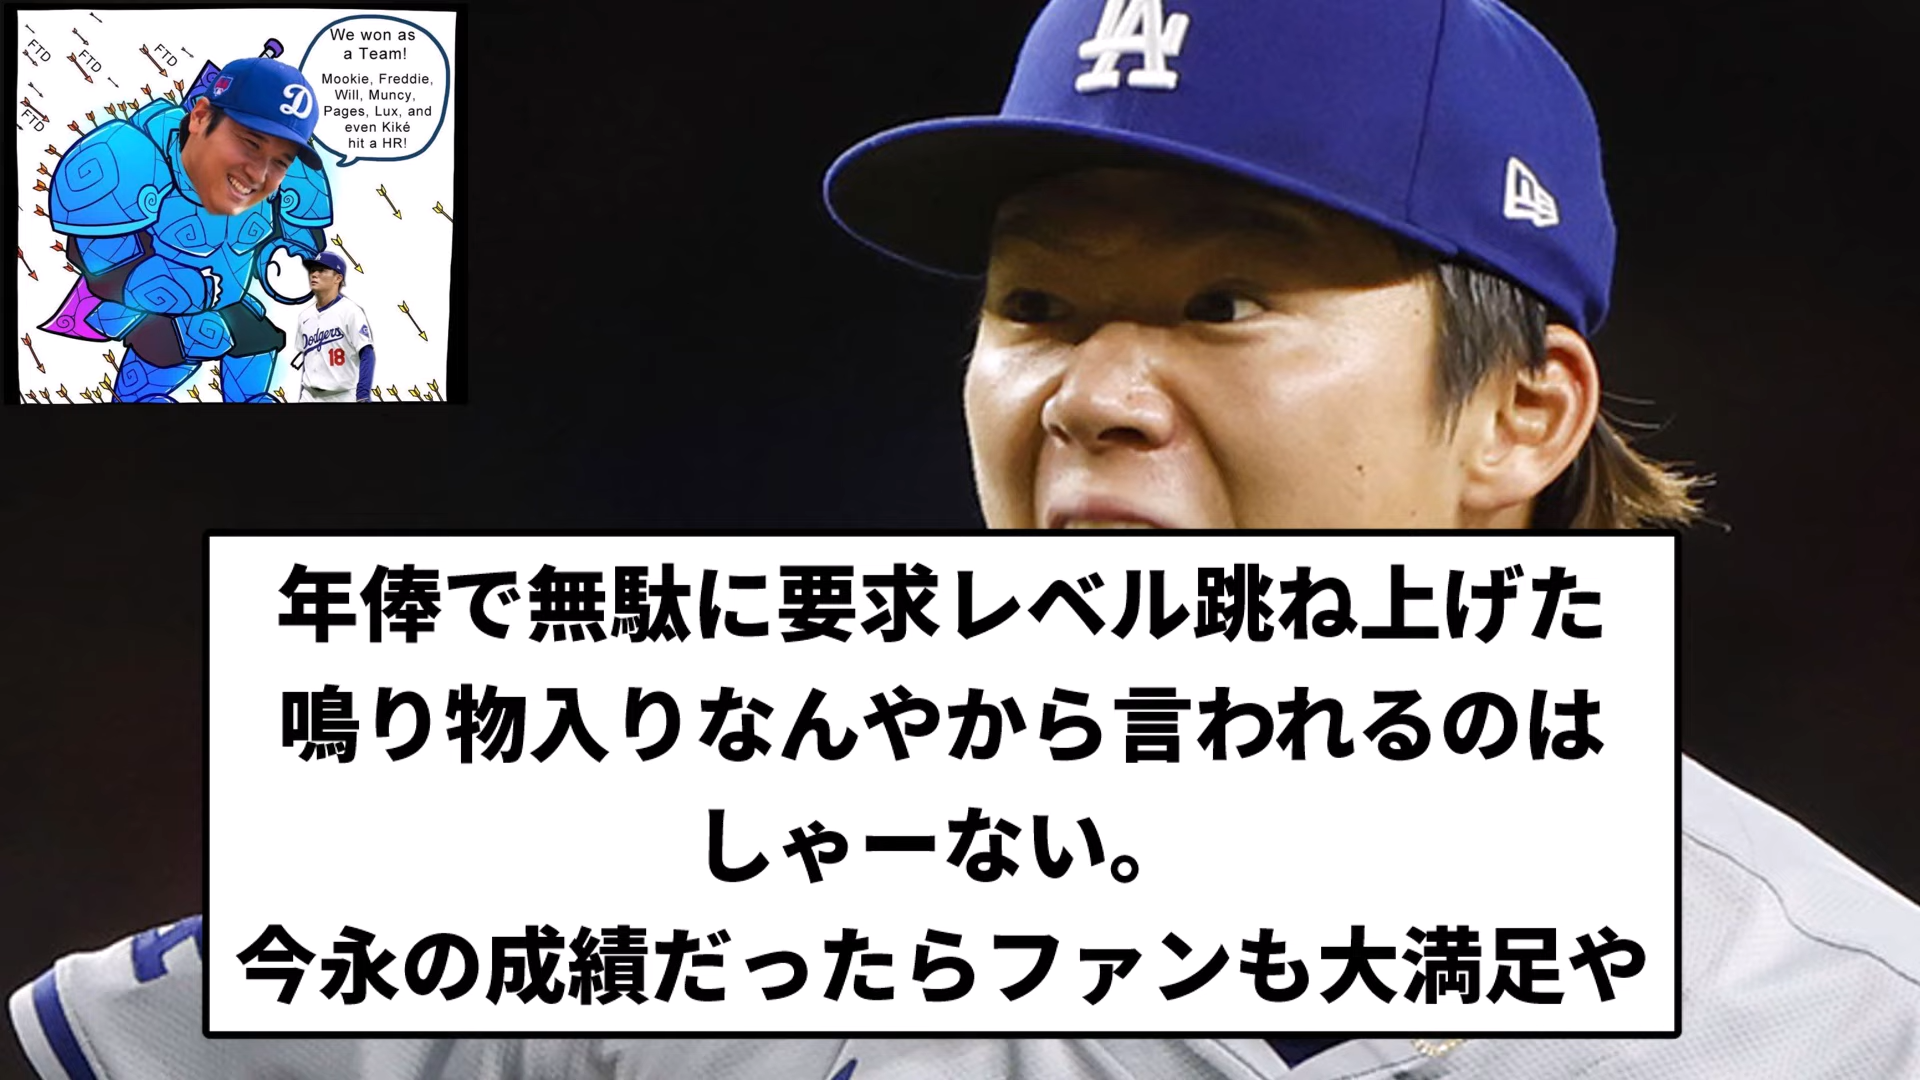 We won as
a Team!
Mookie, Freddie,
Will, Muncy,
Pages, Lux, and
even Kiké
hit a HR!
FTD
FTD
FTD
FTD
D
Dodgers
18
LA
年俸で無駄に要求レベル跳ね上げた
鳴り物入りなんやから言われるのは
しゃーない。
今永の成績だったらファンも大満足や